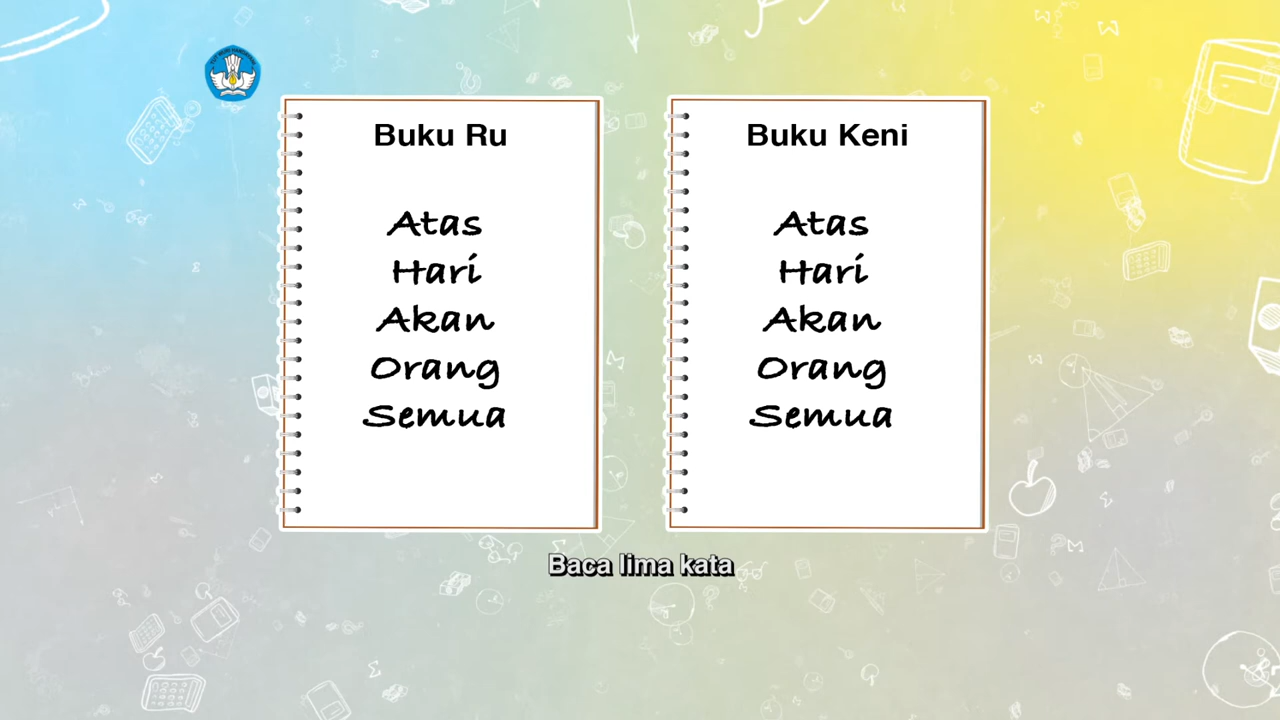 Buku Ru
Atas
Hari
Akan
Orang
Semua
Buku Keni
Atas
Hari
Akan
Orang
Semua
Baca lima kata